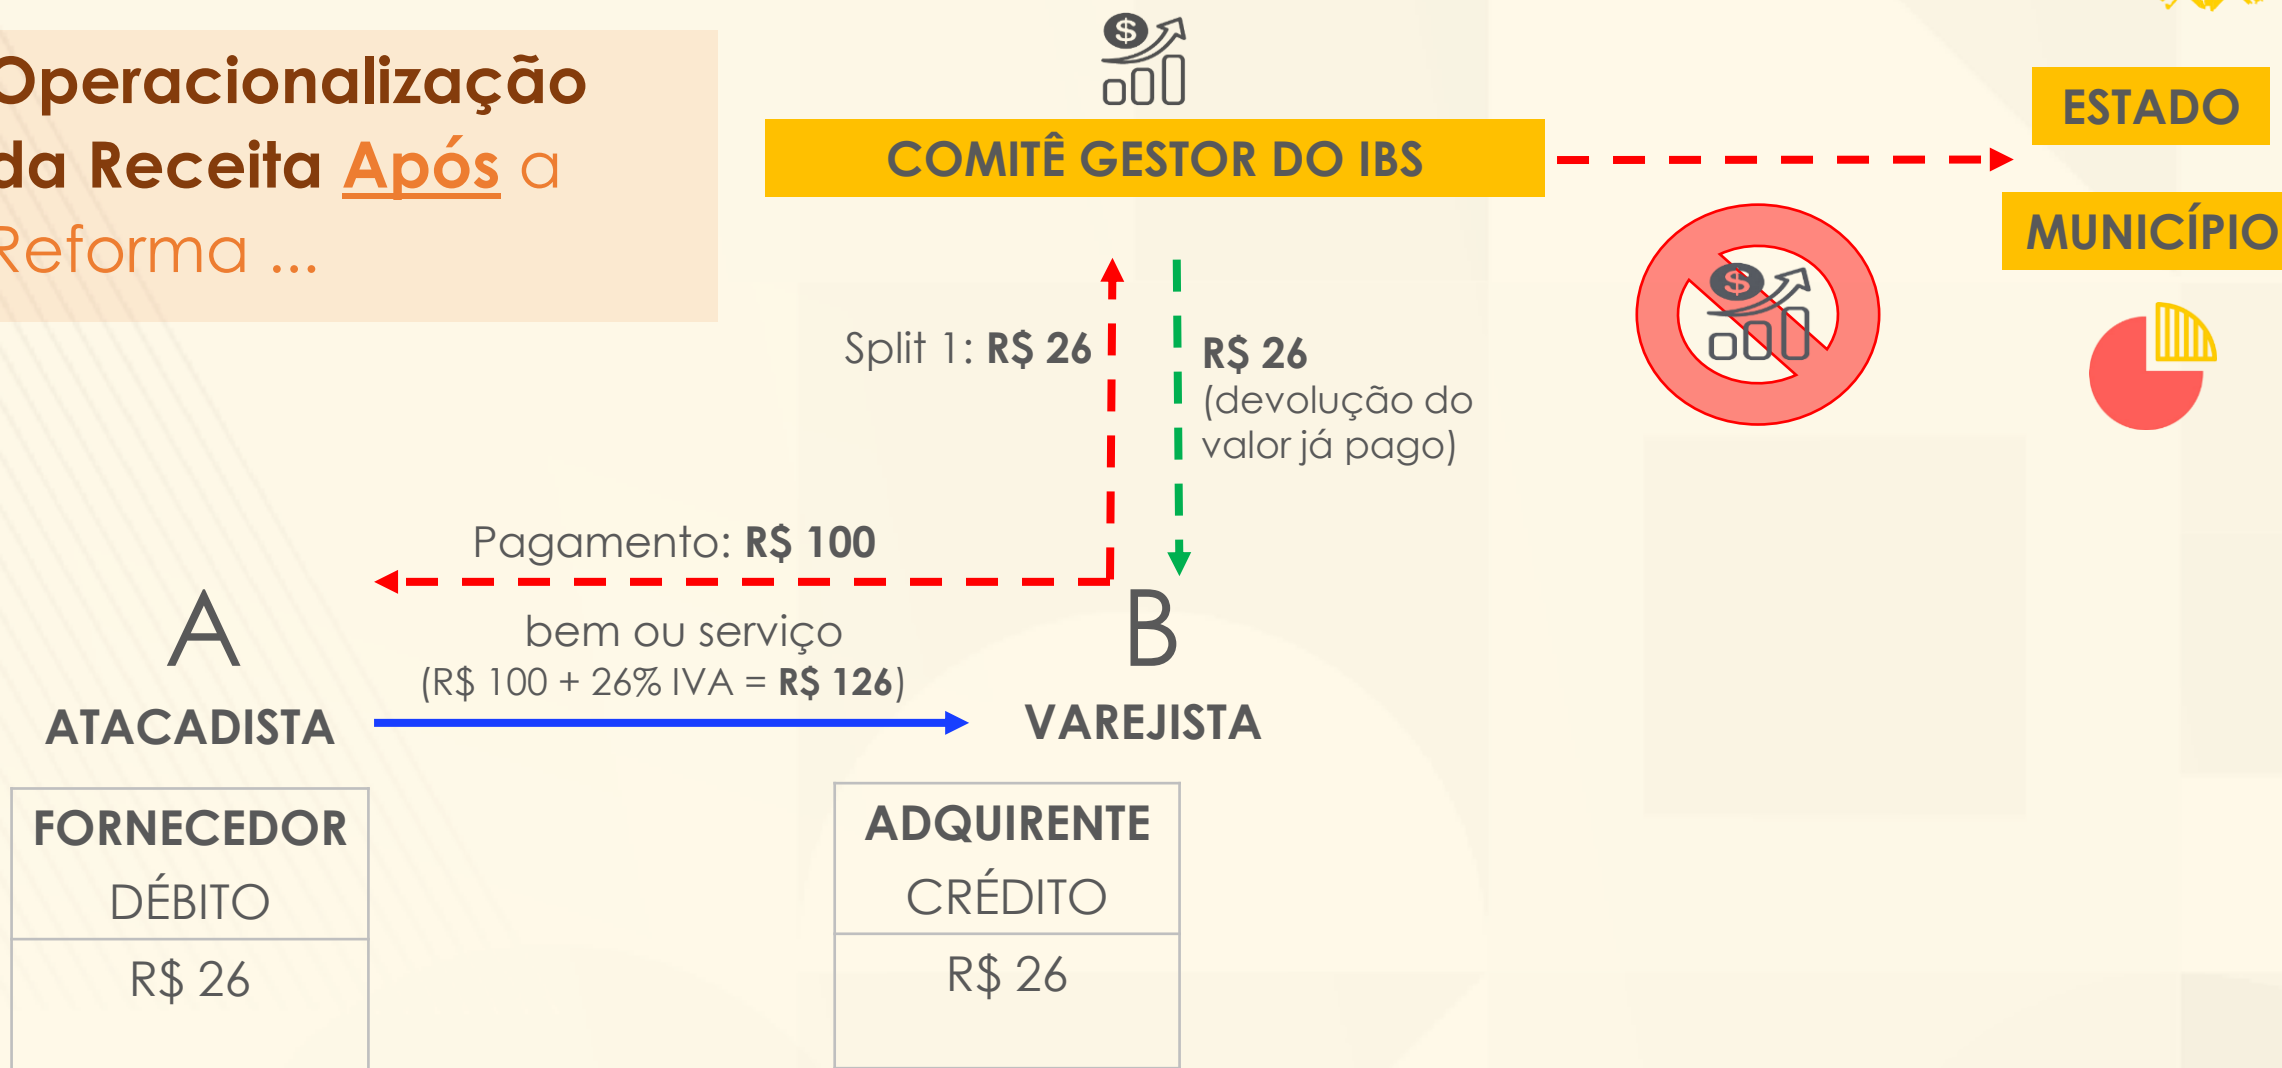 Operacionalização
da Receita Após a
Reforma ...
COMITÊ GESTOR DO IBS
ESTADO
MUNICÍPIO
Split 1: R$ 26
R$ 26
(devolução do
valor já pago)
Pagamento: R$ 100
bem ou serviço
(R$ 100 + 26% IVA = R$ 126)
A
ATACADISTA
B
VAREJISTA
FORNECEDOR
DÉBITO
R$ 26
ADQUIRENTE
CRÉDITO
R$ 26
$
$